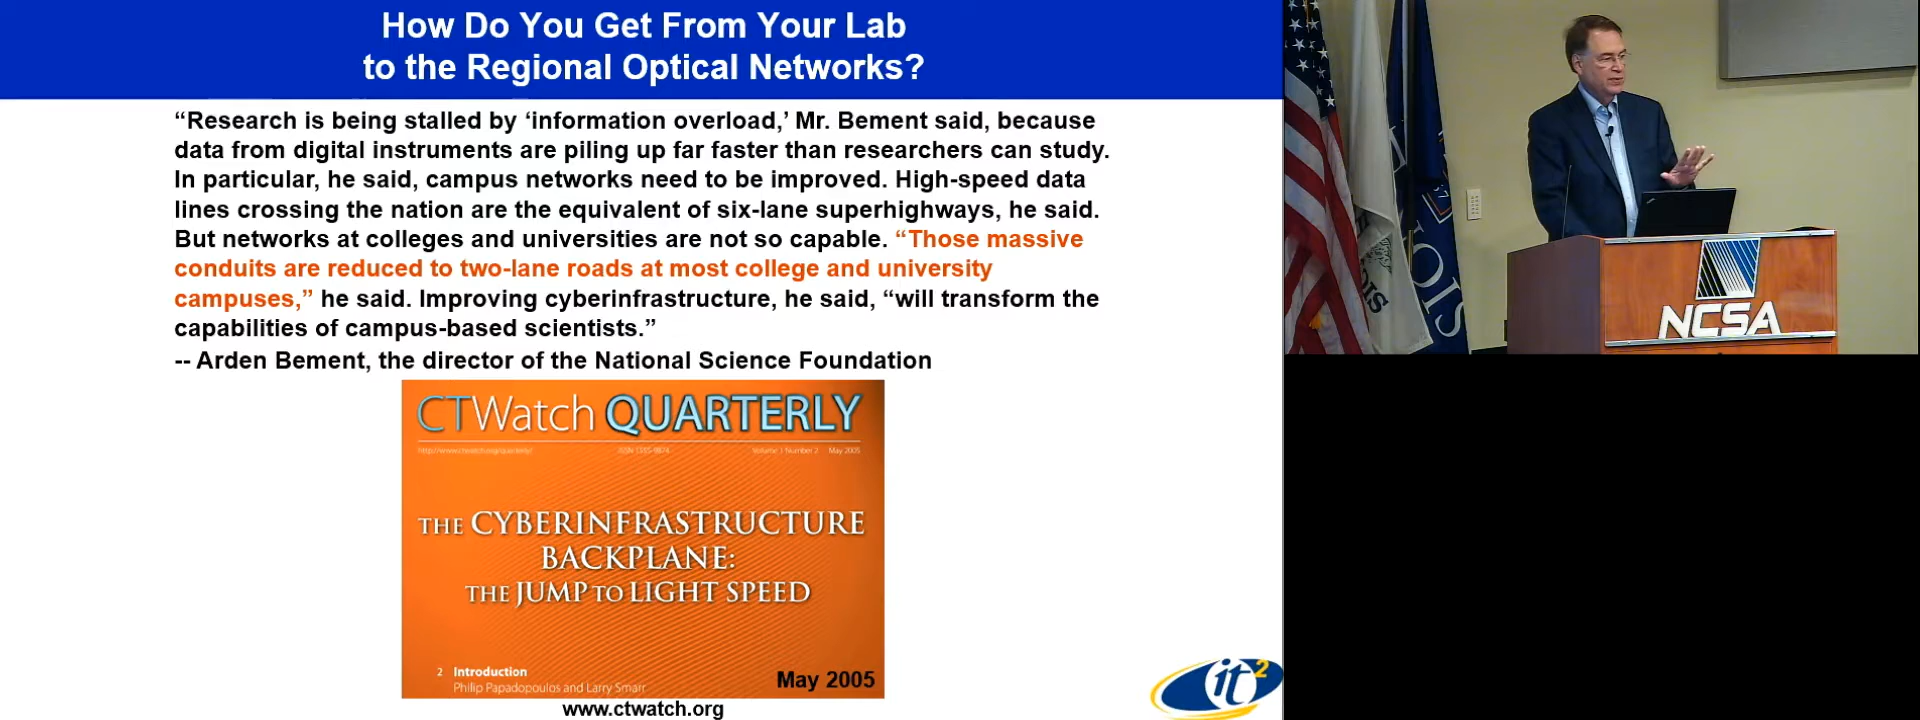 How Do You Get From Your Lab
to the Regional Optical Networks?
“Research is being stalled by ‘information overload,’ Mr. Bement said, because
data from digital instruments are piling up far faster than researchers can study.
In particular, he said, campus networks need to be improved. High-speed data
lines crossing the nation are the equivalent of six-lane superhighways, he said.
But networks at colleges and universities are not so capable. “Those massive
conduits are reduced to two-lane roads at most college and university
campuses,” he said. Improving cyberinfrastructure, he said, “will transform the
capabilities of campus-based scientists.”
-- Arden Bement, the director of the National Science Foundation
CTWatch QUARTERLY
Volume 1 Number 2 May 2005
THE CYBERINFRASTRUCTURE
BACKPLANE:
THE JUMP TO LIGHT SPEED
2 Introduction
Philip Papadopoulos and Larry Smarr
May 2005
www.ctwatch.org
it2
NCSA